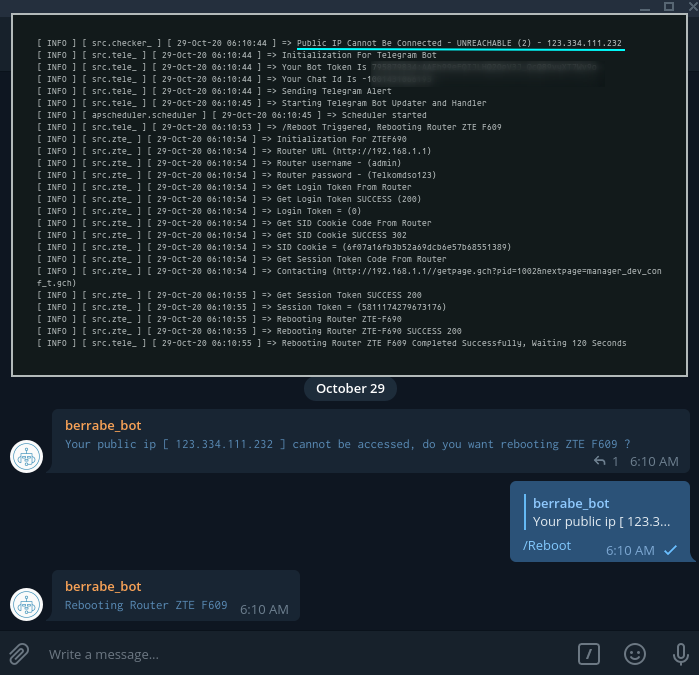 [ INFO ] [ src.checker_ ] [ 29-Oct-20 06:10:44 ] => Public IP Cannot Be Connected - UNREACHABLE (2) - 123.334.111.232
[ INFO ] [ src.tele_ ] [ 29-Oct-20 06:10:44 ] => Initialization For Telegram Bot
[ INFO ] [ src.tele_ ] [ 29-Oct-20 06:10:44 ] => Your Bot Token Is
[ INFO ] [ src.tele_ ] [ 29-Oct-20 06:10:44 ] => Your Chat Id Is -1
[ INFO ] [ src.tele_ ] [ 29-Oct-20 06:10:44 ] => Sending Telegram Alert
[ INFO ] [ src.tele_ ] [ 29-Oct-20 06:10:45 ] => Starting Telegram Bot Updater and Handler
[ INFO ] [ apscheduler.scheduler ] [ 29-Oct-20 06:10:45 ] => Scheduler started
[ INFO ] [ src.tele_ ] [ 29-Oct-20 06:10:53 ] => /Reboot Triggered, Rebooting Router ZTE F609
[ INFO ] [ src.zte_ ] [ 29-Oct-20 06:10:54 ] => Initialization For ZTEF690
[ INFO ] [ src.zte_ ] [ 29-Oct-20 06:10:54 ] => Router URL (http://192.168.1.1)
[ INFO ] [ src.zte_ ] [ 29-Oct-20 06:10:54 ] => Router username - (admin)
[ INFO ] [ src.zte_ ] [ 29-Oct-20 06:10:54 ] => Router password - (Telkomdso123)
[ INFO ] [ src.zte_ ] [ 29-Oct-20 06:10:54 ] => Get Login Token From Router
[ INFO ] [ src.zte_ ] [ 29-Oct-20 06:10:54 ] => Get Login Token SUCCESS (200)
[ INFO ] [ src.zte_ ] [ 29-Oct-20 06:10:54 ] => Login Token = (0)
[ INFO ] [ src.zte_ ] [ 29-Oct-20 06:10:54 ] => Get SID Cookie Code From Router
[ INFO ] [ src.zte_ ] [ 29-Oct-20 06:10:54 ] => Get SID Cookie SUCCESS 302
[ INFO ] [ src.zte_ ] [ 29-Oct-20 06:10:54 ] => SID Cookie = (6f07a16fb3b52a69dcb6e57b68551389)
[ INFO ] [ src.zte_ ] [ 29-Oct-20 06:10:54 ] => Get Session Token Code From Router
[ INFO ] [ src.zte_ ] [ 29-Oct-20 06:10:54 ] => Contacting (http://192.168.1.1//getpage.gch?pid=1002&nextpage=manager_dev_con
f_t.gch)
[ INFO ] [ src.zte_ ] [ 29-Oct-20 06:10:55 ] => Get Session Token SUCCESS 200
[ INFO ] [ src.zte_ ] [ 29-Oct-20 06:10:55 ] => Session Token = (5811174279673176)
[ INFO ] [ src.zte_ ] [ 29-Oct-20 06:10:55 ] => Rebooting Router ZTE-F690
[ INFO ] [ src.zte_ ] [ 29-Oct-20 06:10:55 ] => Rebooting Router ZTE-F690 SUCCESS 200
[ INFO ] [ src.tele_ ] [ 29-Oct-20 06:10:55 ] => Rebooting Router ZTE F609 Completed Successfully, Waiting 120 Seconds
October 29
berrabe_bot
Your public ip [ 123.334.111.232 ] cannot be accessed, do you want rebooting ZTE F609 ?
1 6:10 AM
berrabe_bot
Your public ip [ 123.3...
/Reboot 6:10 AM
berrabe_bot
Rebooting Router ZTE F609 6:10 AM
Write a message...